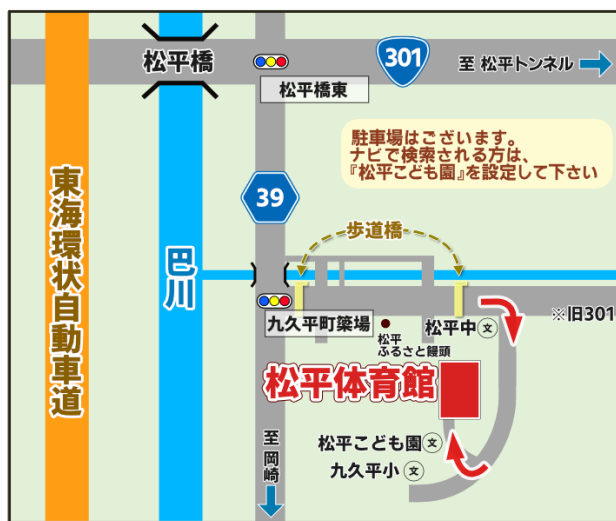 松平橋
301
至 松平トンネル
松平橋東
駐車場はございます。
ナビで検索される方は、
『松平こども園』を設定して下さい
39
東海環状自動車道
巴川
歩道橋
九久平町築場
松平
ふるさと饅頭
松平中
文
※旧301
松平体育館
至 岡崎
松平こども園
文
九久平小
文